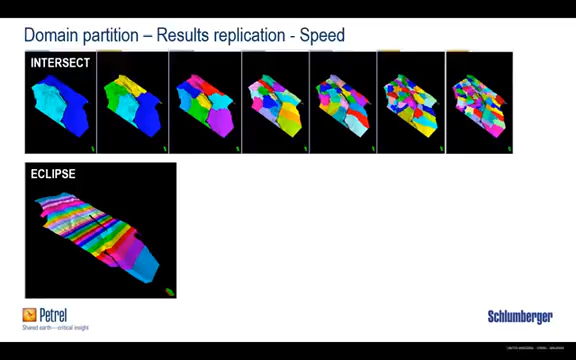 Domain partition – Results replication - Speed
INTERSECT
ECLIPSE
Petrel
Shared earth—critical insight
Schlumberger